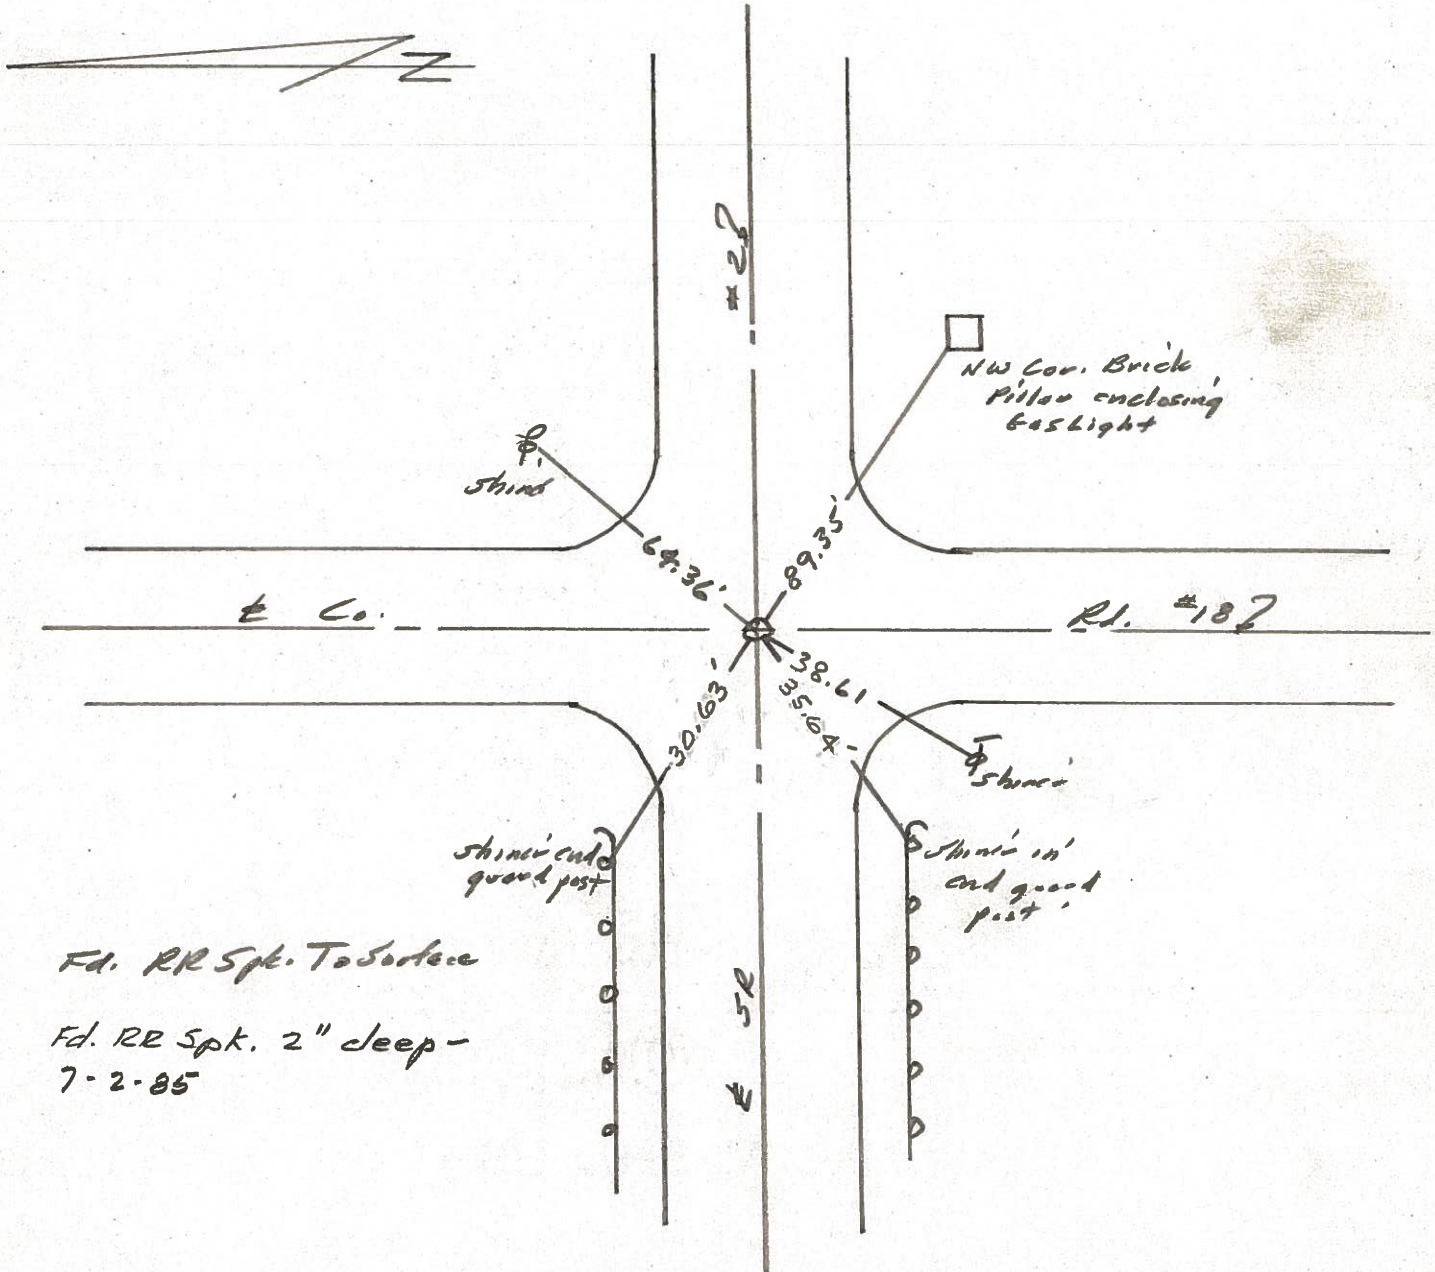 N
# 2
NW Cor. Brick
Pillar enclosing
GasLight
shiner
64.36'
89.35'
℄ Co.
Rd. #18
38.61
35.64'
30.63'
shiner
shiner end
guard post
shiner in
end guard
post
℄ SR
Fd. RR Spk. To Surface
Fd. RR Spk. 2" deep -
7-2-85